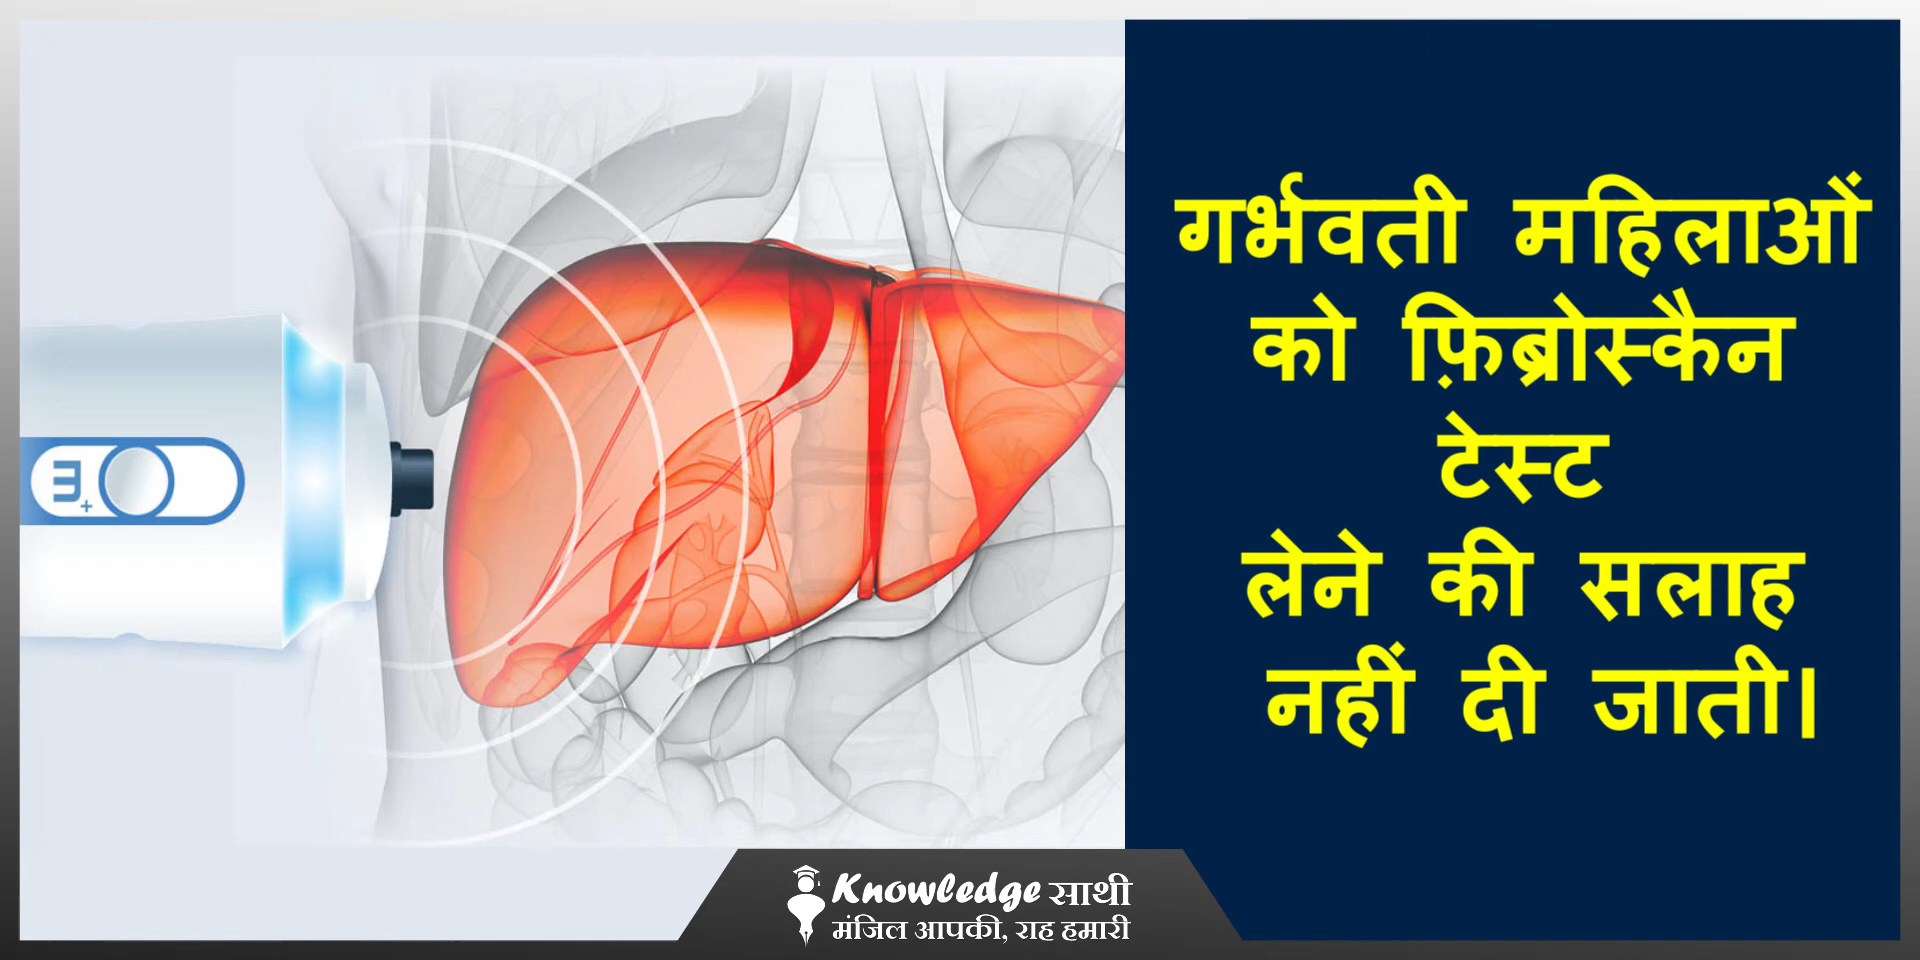 गर्भवती महिलाओं
को फ़िब्रोस्कैन
टेस्ट
लेने की सलाह
नहीं दी जाती।
m+
Knowledge साथी
मंजिल आपकी, राह हमारी